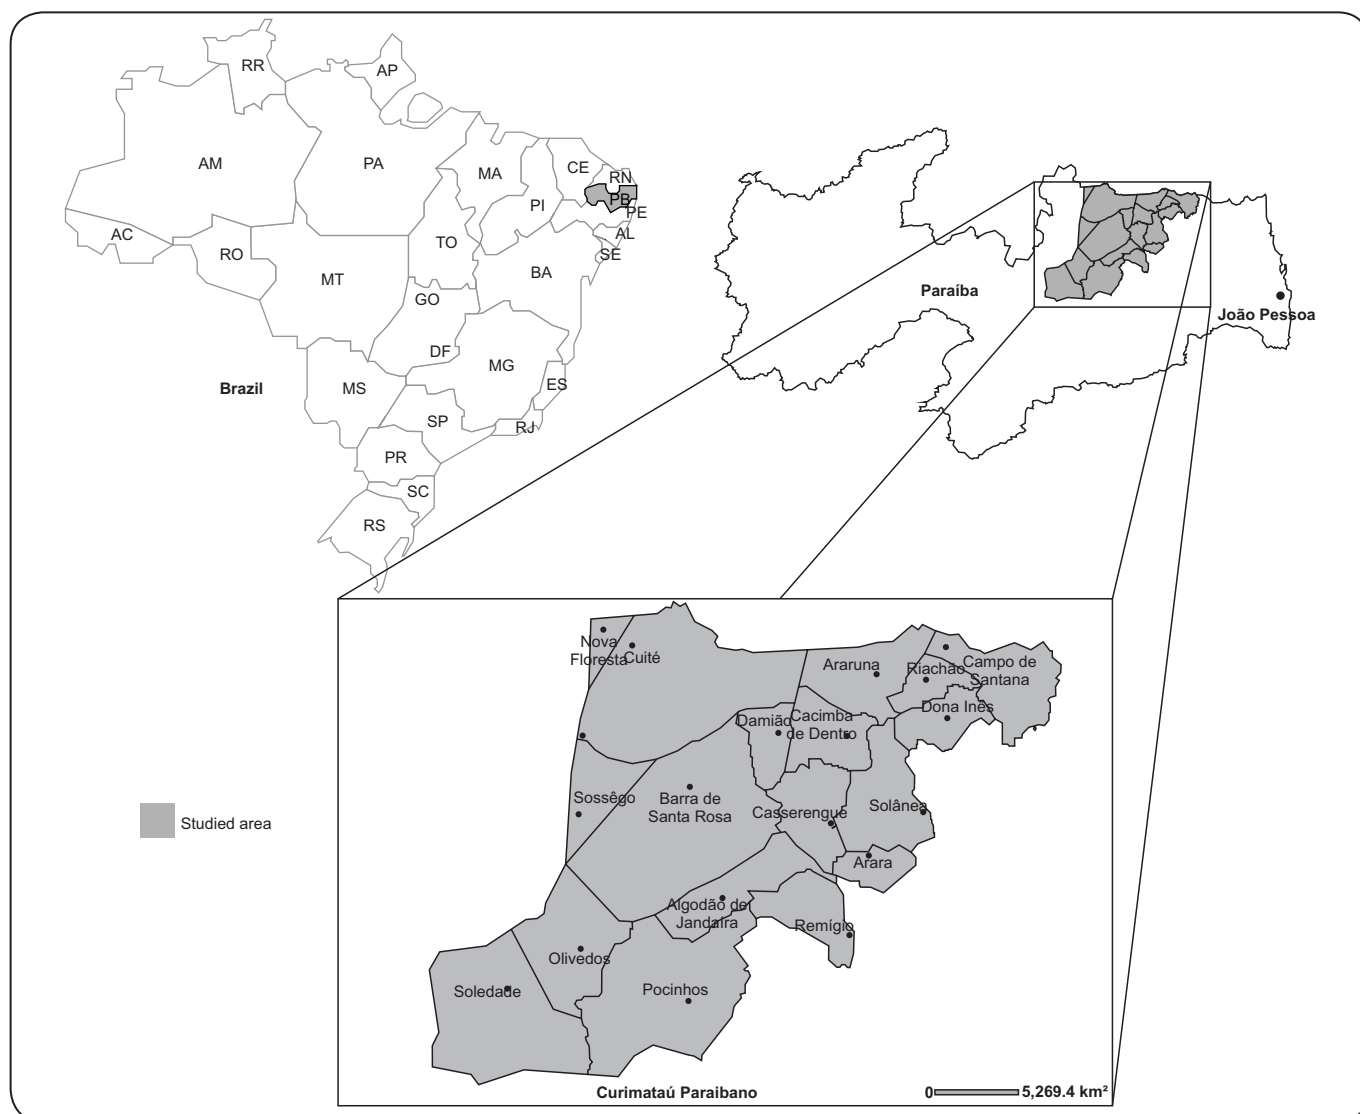 RR
AP
AM
PA
MA
CE
RN
PB
PI
PE
AL
SE
AC
RO
TO
BA
MT
GO
DF
MG
ES
MS
SP
RJ
PR
SC
RS
Brazil
Paraíba
João Pessoa
Studied area
Nova
Floresta
Cuité
Araruna
Riachão
Campo de
Santana
Dona Inês
Damião
Cacimba
de Dentro
Sossêgo
Barra de
Santa Rosa
Casserengue
Solânea
Arara
Algodão de
Jandaíra
Remígio
Olivedos
Soledade
Pocinhos
Curimataú Paraibano
0 5,269.4 km²